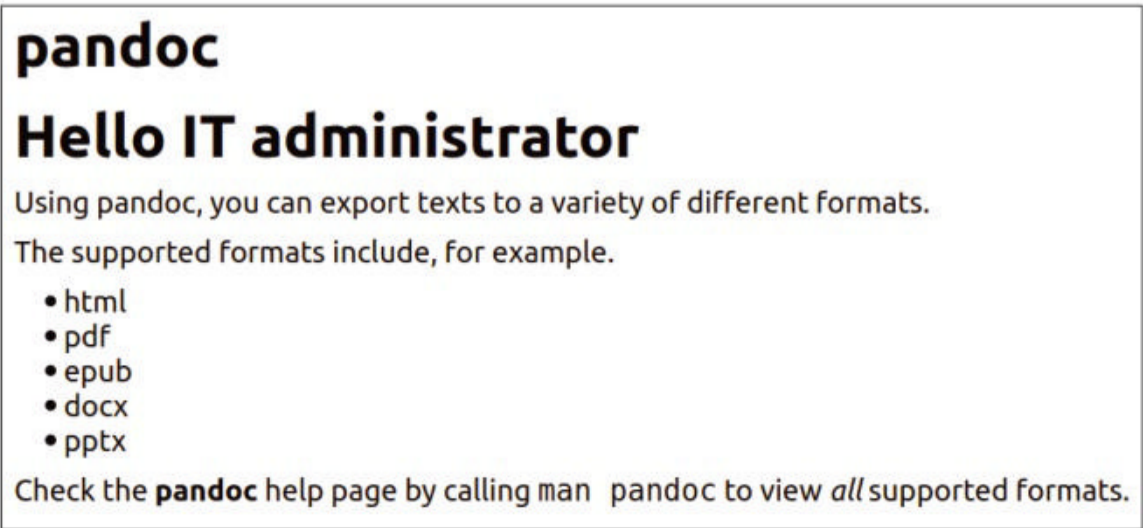 pandoc
Hello IT administrator
Using pandoc, you can export texts to a variety of different formats.
The supported formats include, for example.
• html
• pdf
• epub
• docx
• pptx
Check the pandoc help page by calling man pandoc to view all supported formats.